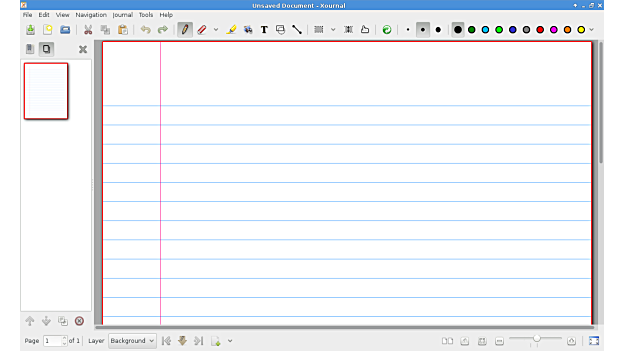 Unsaved Document - Xournal
File Edit View Navigation Journal Tools Help
T
Page 1 of 1 Layer Background